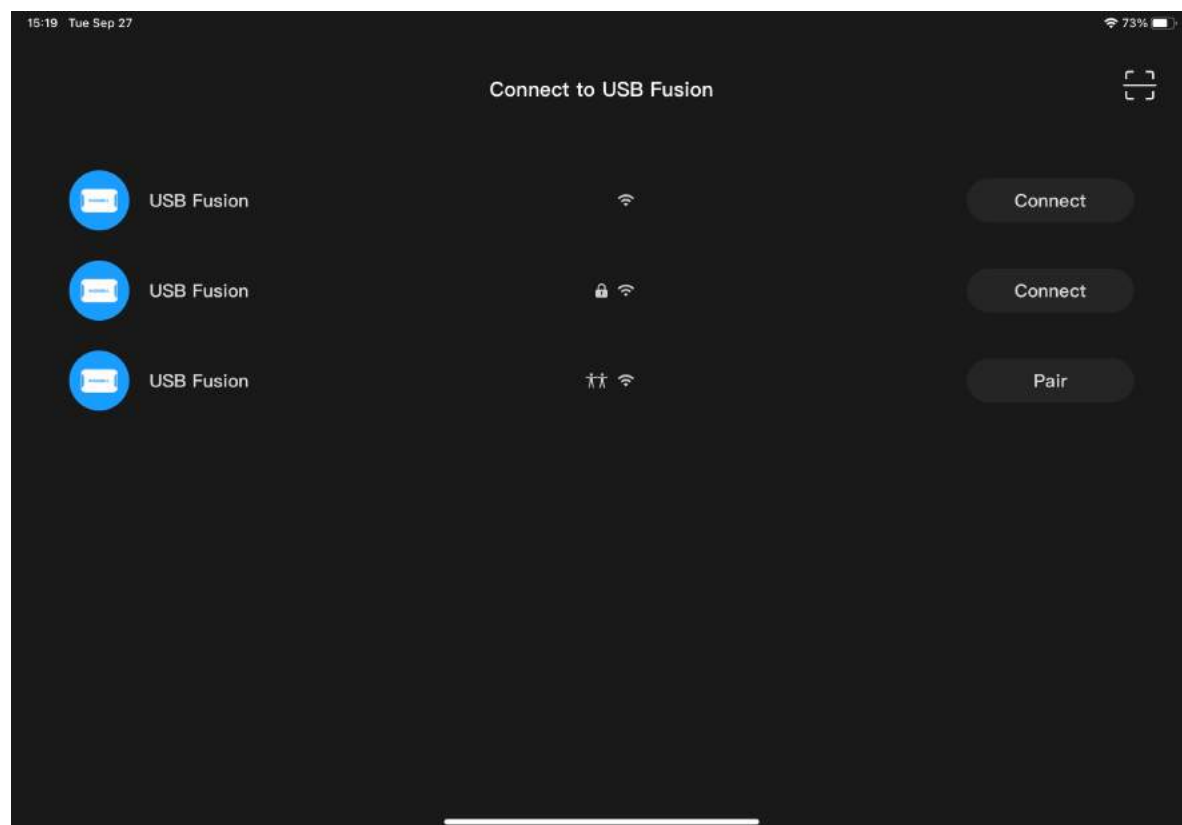 15:19 Tue Sep 27 73%
Connect to USB Fusion
USB Fusion Connect
USB Fusion Connect
USB Fusion Pair